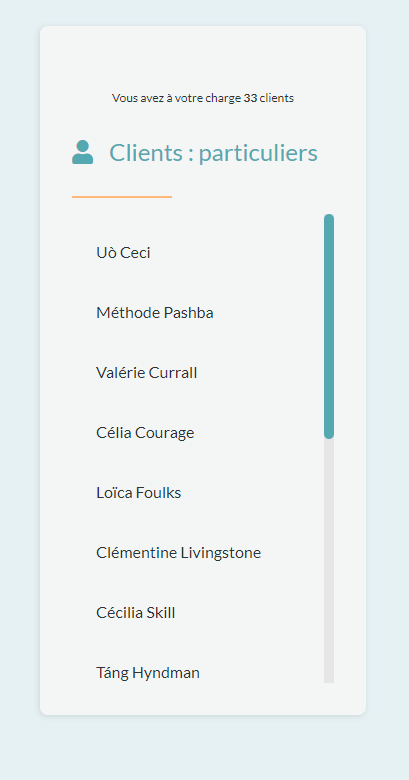 Vous avez à votre charge 33 clients
Clients : particuliers
Uò Ceci
Méthode Pashba
Valérie Currall
Célia Courage
Loïca Foulks
Clémentine Livingstone
Cécilia Skill
Táng Hyndman